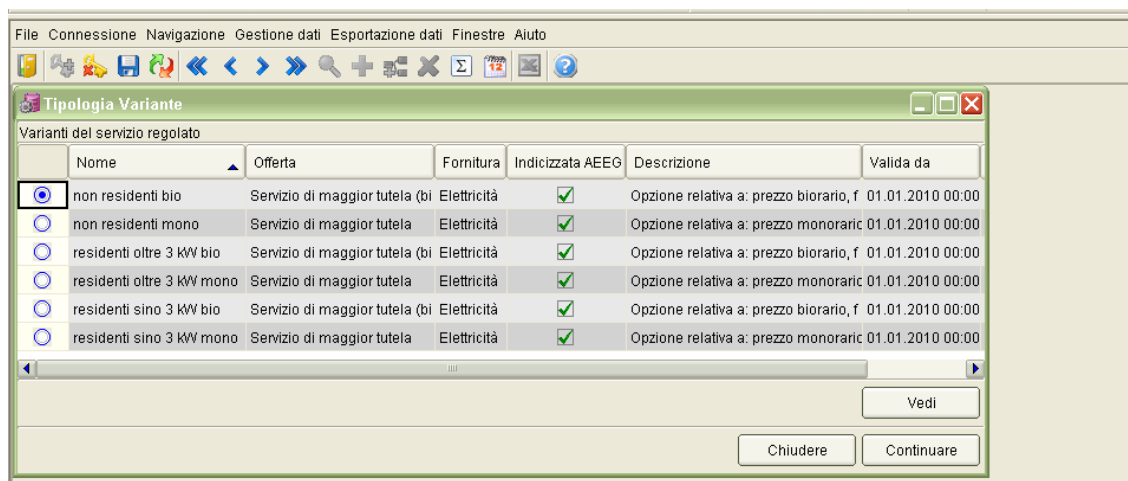 File Connessione Navigazione Gestione dati Esportazione dati Finestre Aiuto
12
Tipologia Variante
Varianti del servizio regolato
Nome Offerta Fornitura Indicizzata AEEG Descrizione Valida da
non residenti bio Servizio di maggior tutela (bi Elettricità Opzione relativa a: prezzo biorario, f 01.01.2010 00:00
non residenti mono Servizio di maggior tutela Elettricità Opzione relativa a: prezzo monorario 01.01.2010 00:00
residenti oltre 3 kW bio Servizio di maggior tutela (bi Elettricità Opzione relativa a: prezzo biorario, f 01.01.2010 00:00
residenti oltre 3 kW mono Servizio di maggior tutela Elettricità Opzione relativa a: prezzo monorario 01.01.2010 00:00
residenti sino 3 kW bio Servizio di maggior tutela (bi Elettricità Opzione relativa a: prezzo biorario, f 01.01.2010 00:00
residenti sino 3 kW mono Servizio di maggior tutela Elettricità Opzione relativa a: prezzo monorario 01.01.2010 00:00
Vedi
Chiudere Continuare